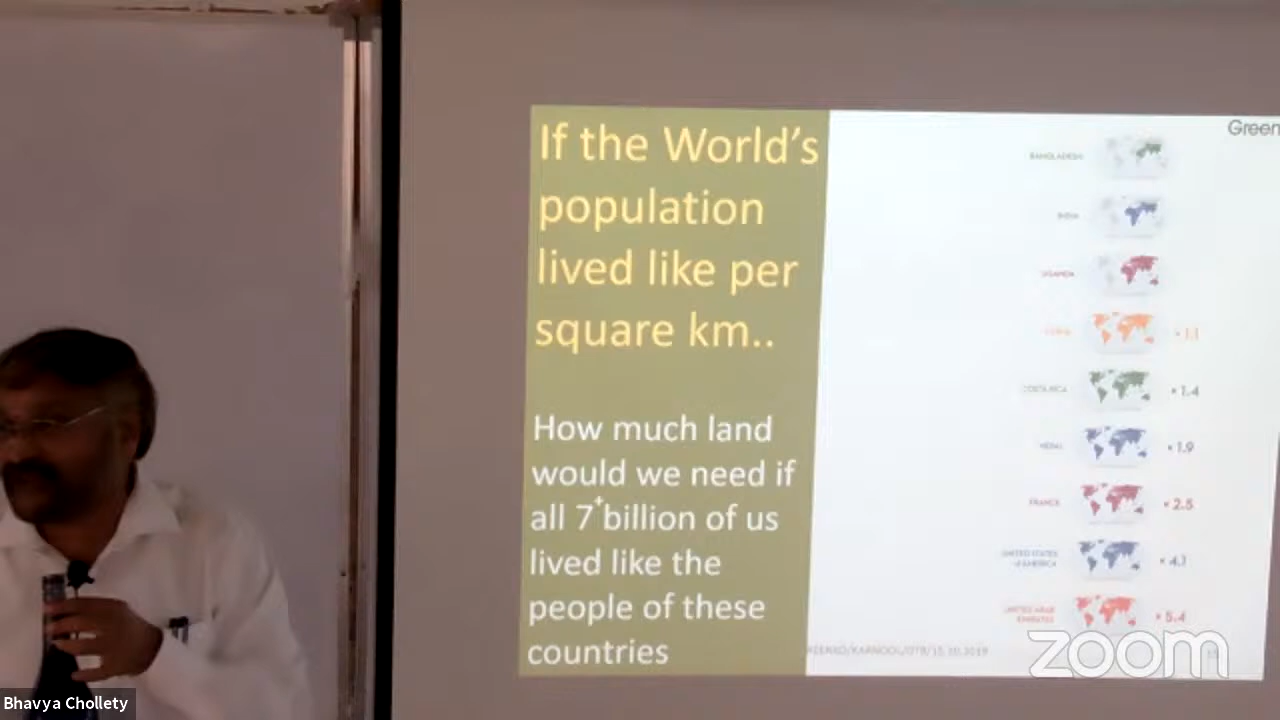 If the World's
population
lived like per
square km..
How much land
would we need if
all 7+billion of us
lived like the
people of these
countries
Green
BANGLADESH
INDIA
UGANDA
CHINA ×1.1
COSTA RICA ×1.4
NEPAL ×1.9
FRANCE ×2.5
UNITED STATES
of AMERICA ×4.1
UNITED ARAB
EMIRATES ×5.4
zoom
Bhavya Chollety